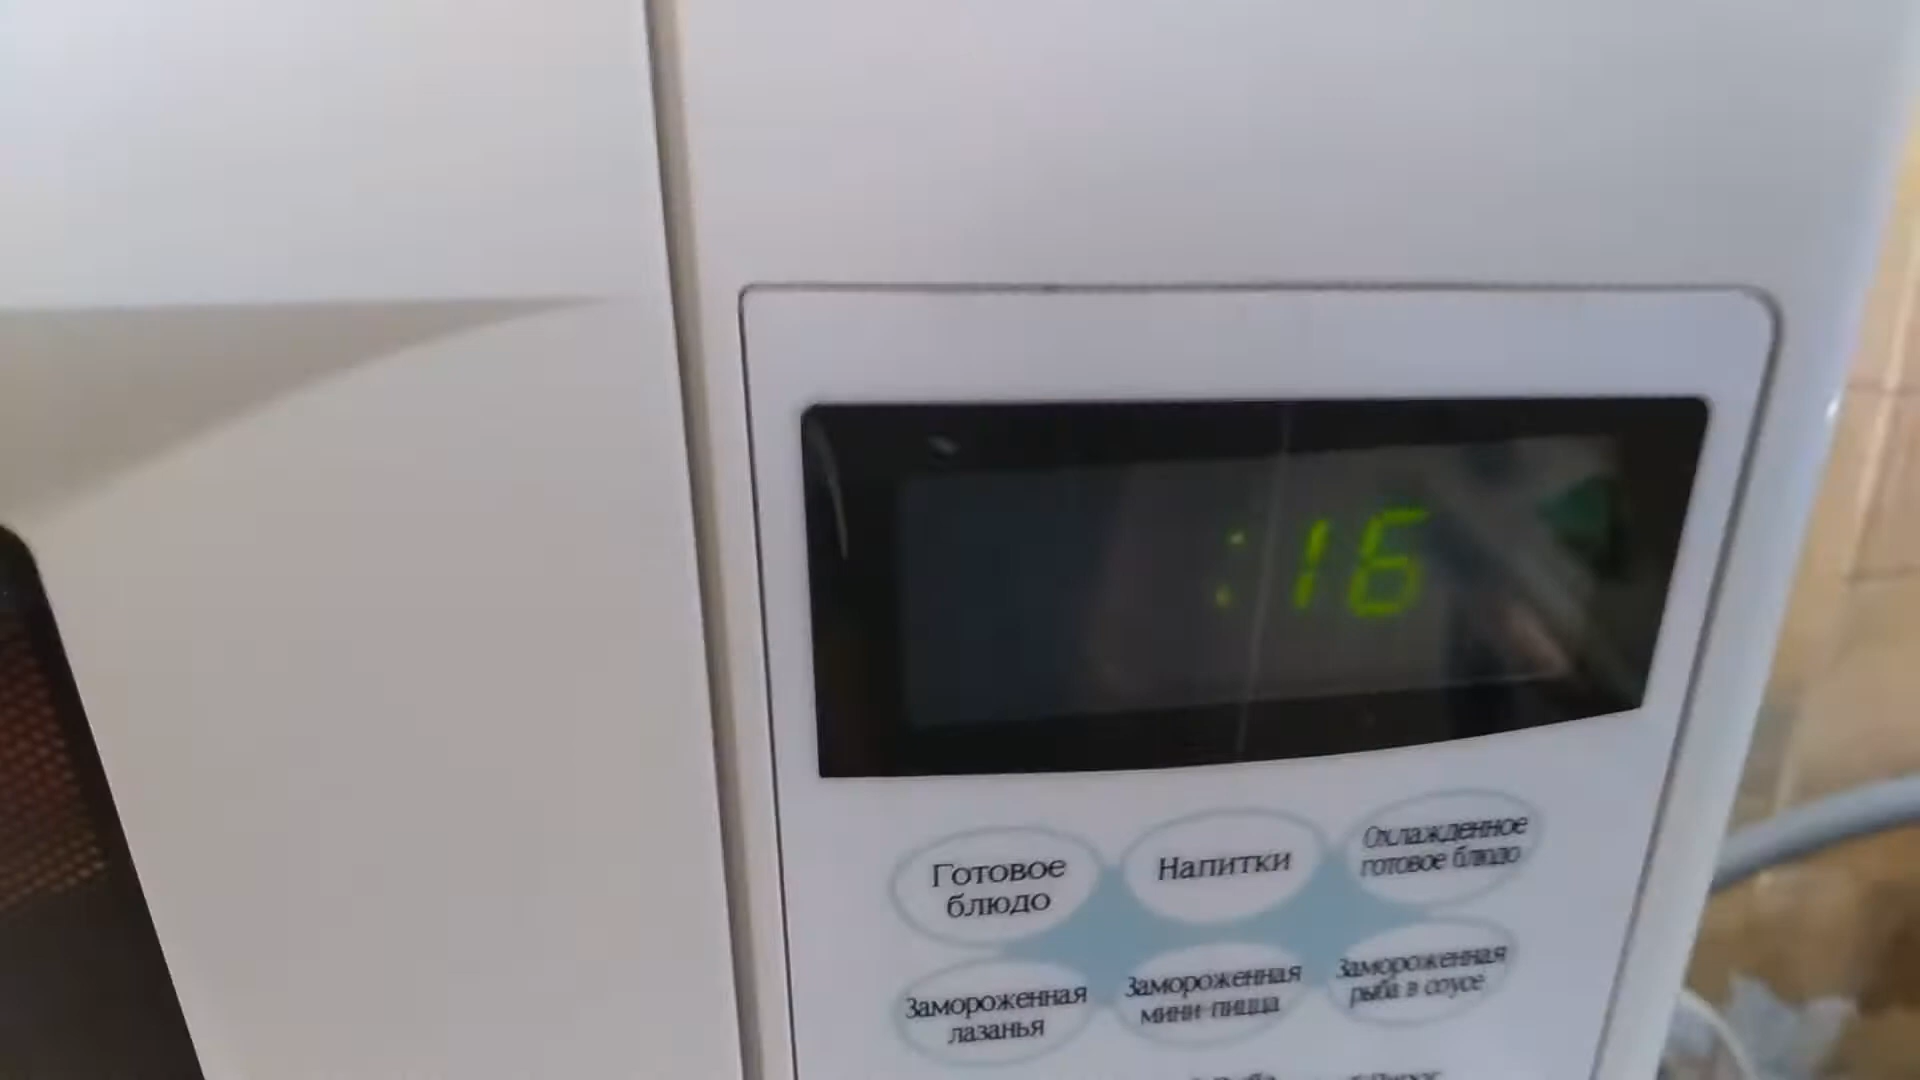 :16
Готовое
блюдо
Напитки
Охлажденное
готовое блюдо
Замороженная
лазанья
Замороженная
мини-пицца
Замороженная
рыба в соусе